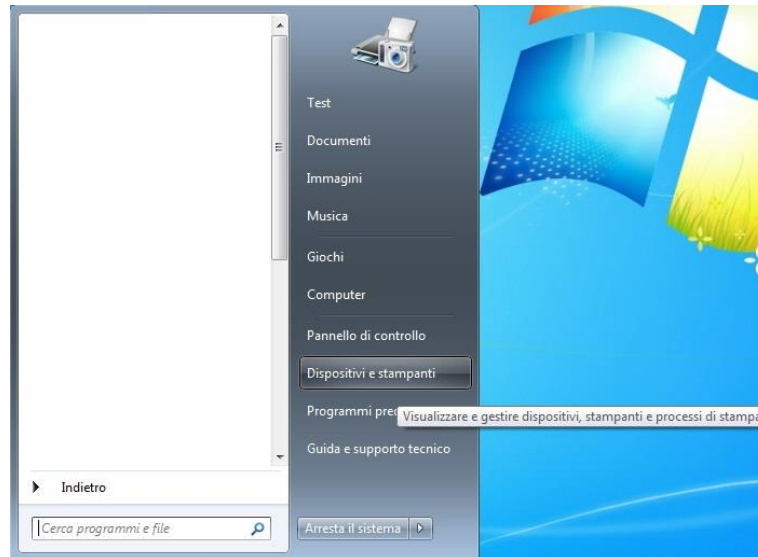 Test
Documenti
Immagini
Musica
Giochi
Computer
Pannello di controllo
Dispositivi e stampanti
Programmi
Visualizzare e gestire dispositivi, stampanti e processi di
Guida e supporto tecnico
Indietro
Cerca programmi e file
Arresta il sistema